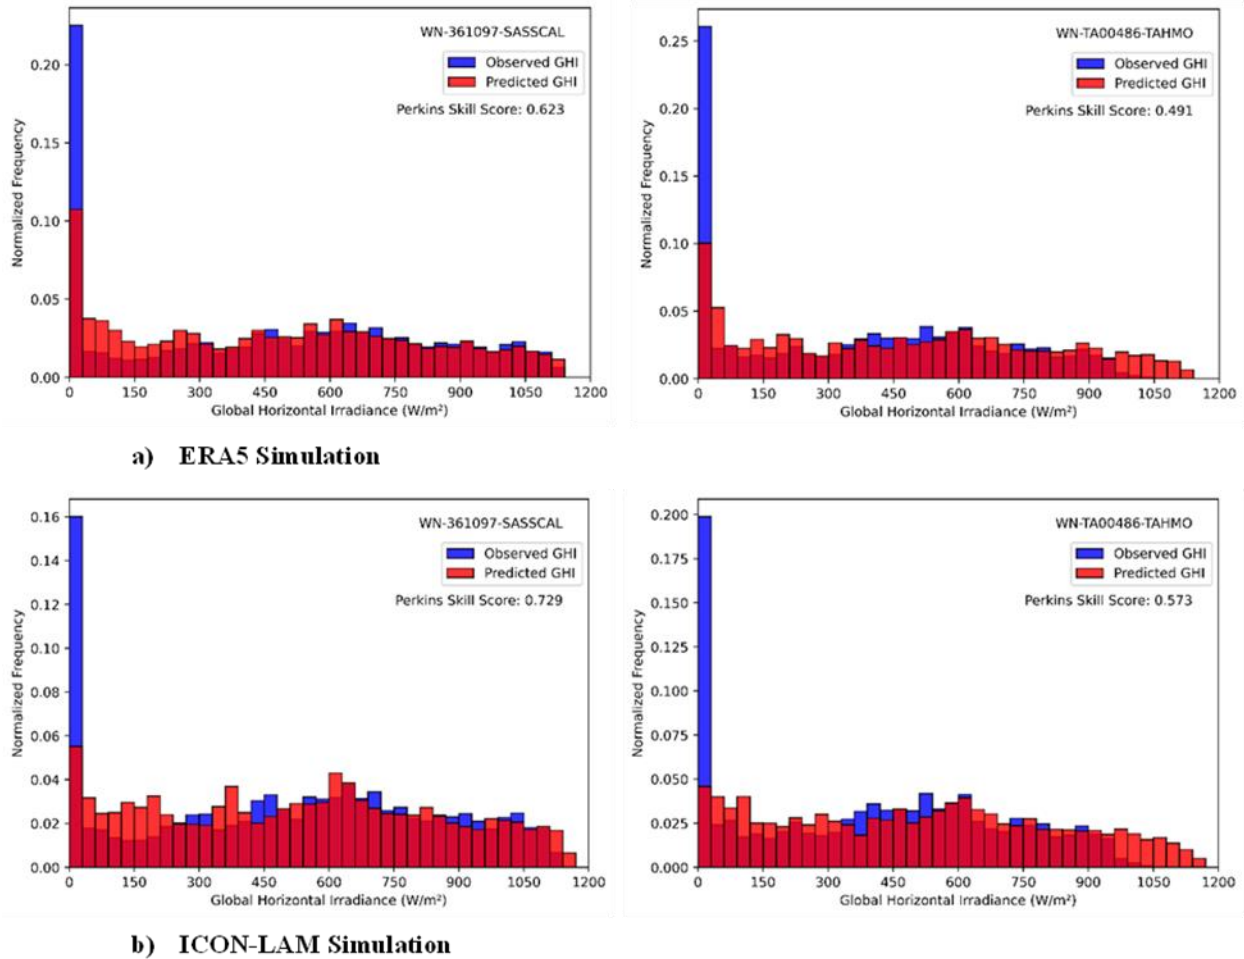 WN-361097-SASSCAL
Observed GHI
Predicted GHI
Perkins Skill Score: 0.623
Normalized Frequency
0.20
0.15
0.10
0.05
0.00
0 150 300 450 600 750 900 1050 1200
Global Horizontal Irradiance (W/m²)
WN-TA00486-TAHMO
Observed GHI
Predicted GHI
Perkins Skill Score: 0.491
Normalized Frequency
0.25
0.20
0.15
0.10
0.05
0.00
0 150 300 450 600 750 900 1050 1200
Global Horizontal Irradiance (W/m²)
a) ERA5 Simulation
WN-361097-SASSCAL
Observed GHI
Predicted GHI
Perkins Skill Score: 0.729
Normalized Frequency
0.16
0.14
0.12
0.10
0.08
0.06
0.04
0.02
0.00
0 150 300 450 600 750 900 1050 1200
Global Horizontal Irradiance (W/m²)
WN-TA00486-TAHMO
Observed GHI
Predicted GHI
Perkins Skill Score: 0.573
Normalized Frequency
0.200
0.175
0.150
0.125
0.100
0.075
0.050
0.025
0.000
0 150 300 450 600 750 900 1050 1200
Global Horizontal Irradiance (W/m²)
b) ICON-LAM Simulation